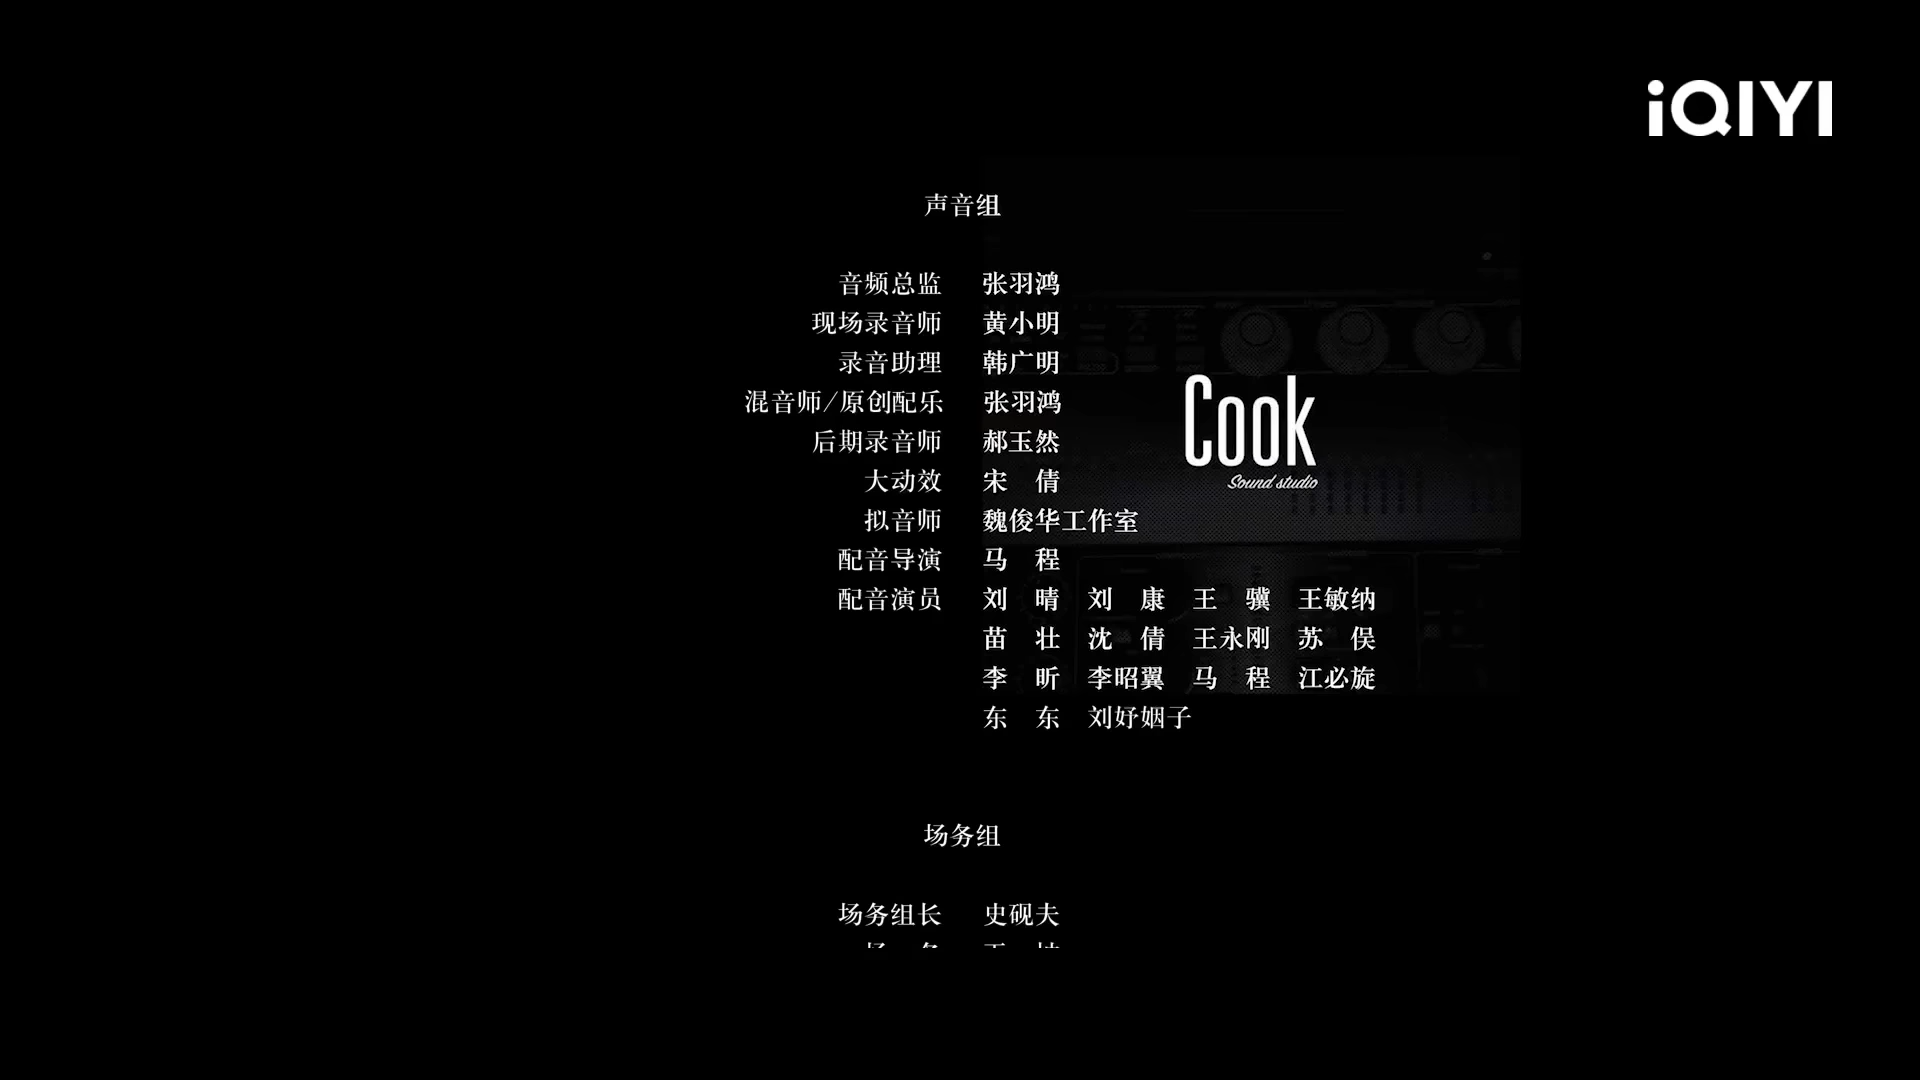 iQIYI
声音组
音频总监 张羽鸿
现场录音师 黄小明
录音助理 韩广明
混音师/原创配乐 张羽鸿
后期录音师 郝玉然
大动效 宋 倩
拟音师 魏俊华工作室
配音导演 马 程
配音演员 刘 晴 刘 康 王 骥 王敏纳
苗 壮 沈 倩 王永刚 苏 俣
李 昕 李昭翼 马 程 江必旋
东 东 刘妤姻子
Cook
Sound studio
场务组
场务组长 史砚夫